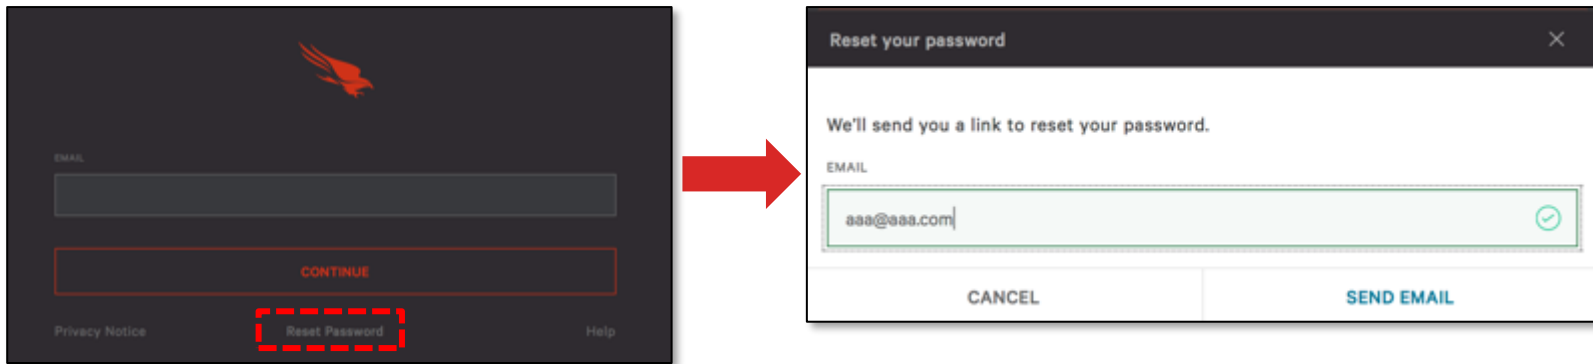 EMAIL
CONTINUE
Privacy Notice
Reset Password
Help
Reset your password
We'll send you a link to reset your password.
EMAIL
aaa@aaa.com
CANCEL
SEND EMAIL